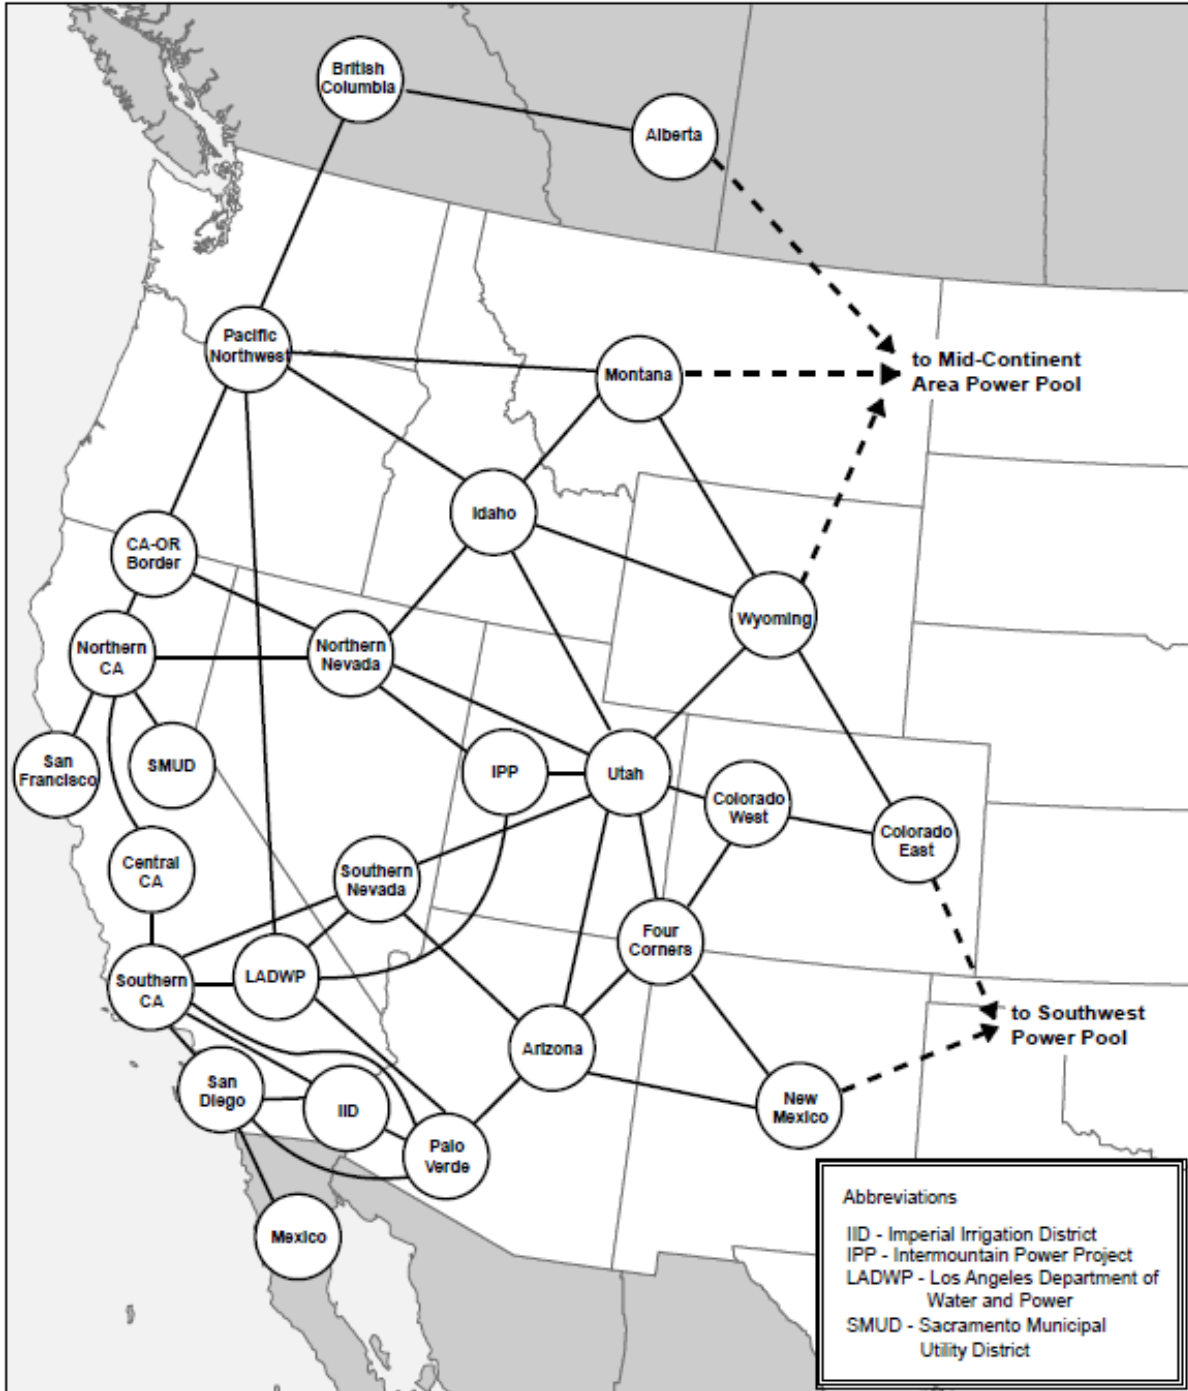 British
Columbia
Alberta
Pacific
Northwest
Montana
to Mid-Continent
Area Power Pool
Idaho
CA-OR
Border
Wyoming
Northern
CA
Northern
Nevada
San
Francisco
SMUD
IPP
Utah
Colorado
West
Colorado
East
Central
CA
Southern
Nevada
Four
Corners
Southern
CA
LADWP
to Southwest
Power Pool
Arizona
San
Diego
IID
New
Mexico
Palo
Verde
Mexico
Abbreviations
IID - Imperial Irrigation District
IPP - Intermountain Power Project
LADWP - Los Angeles Department of
Water and Power
SMUD - Sacramento Municipal
Utility District